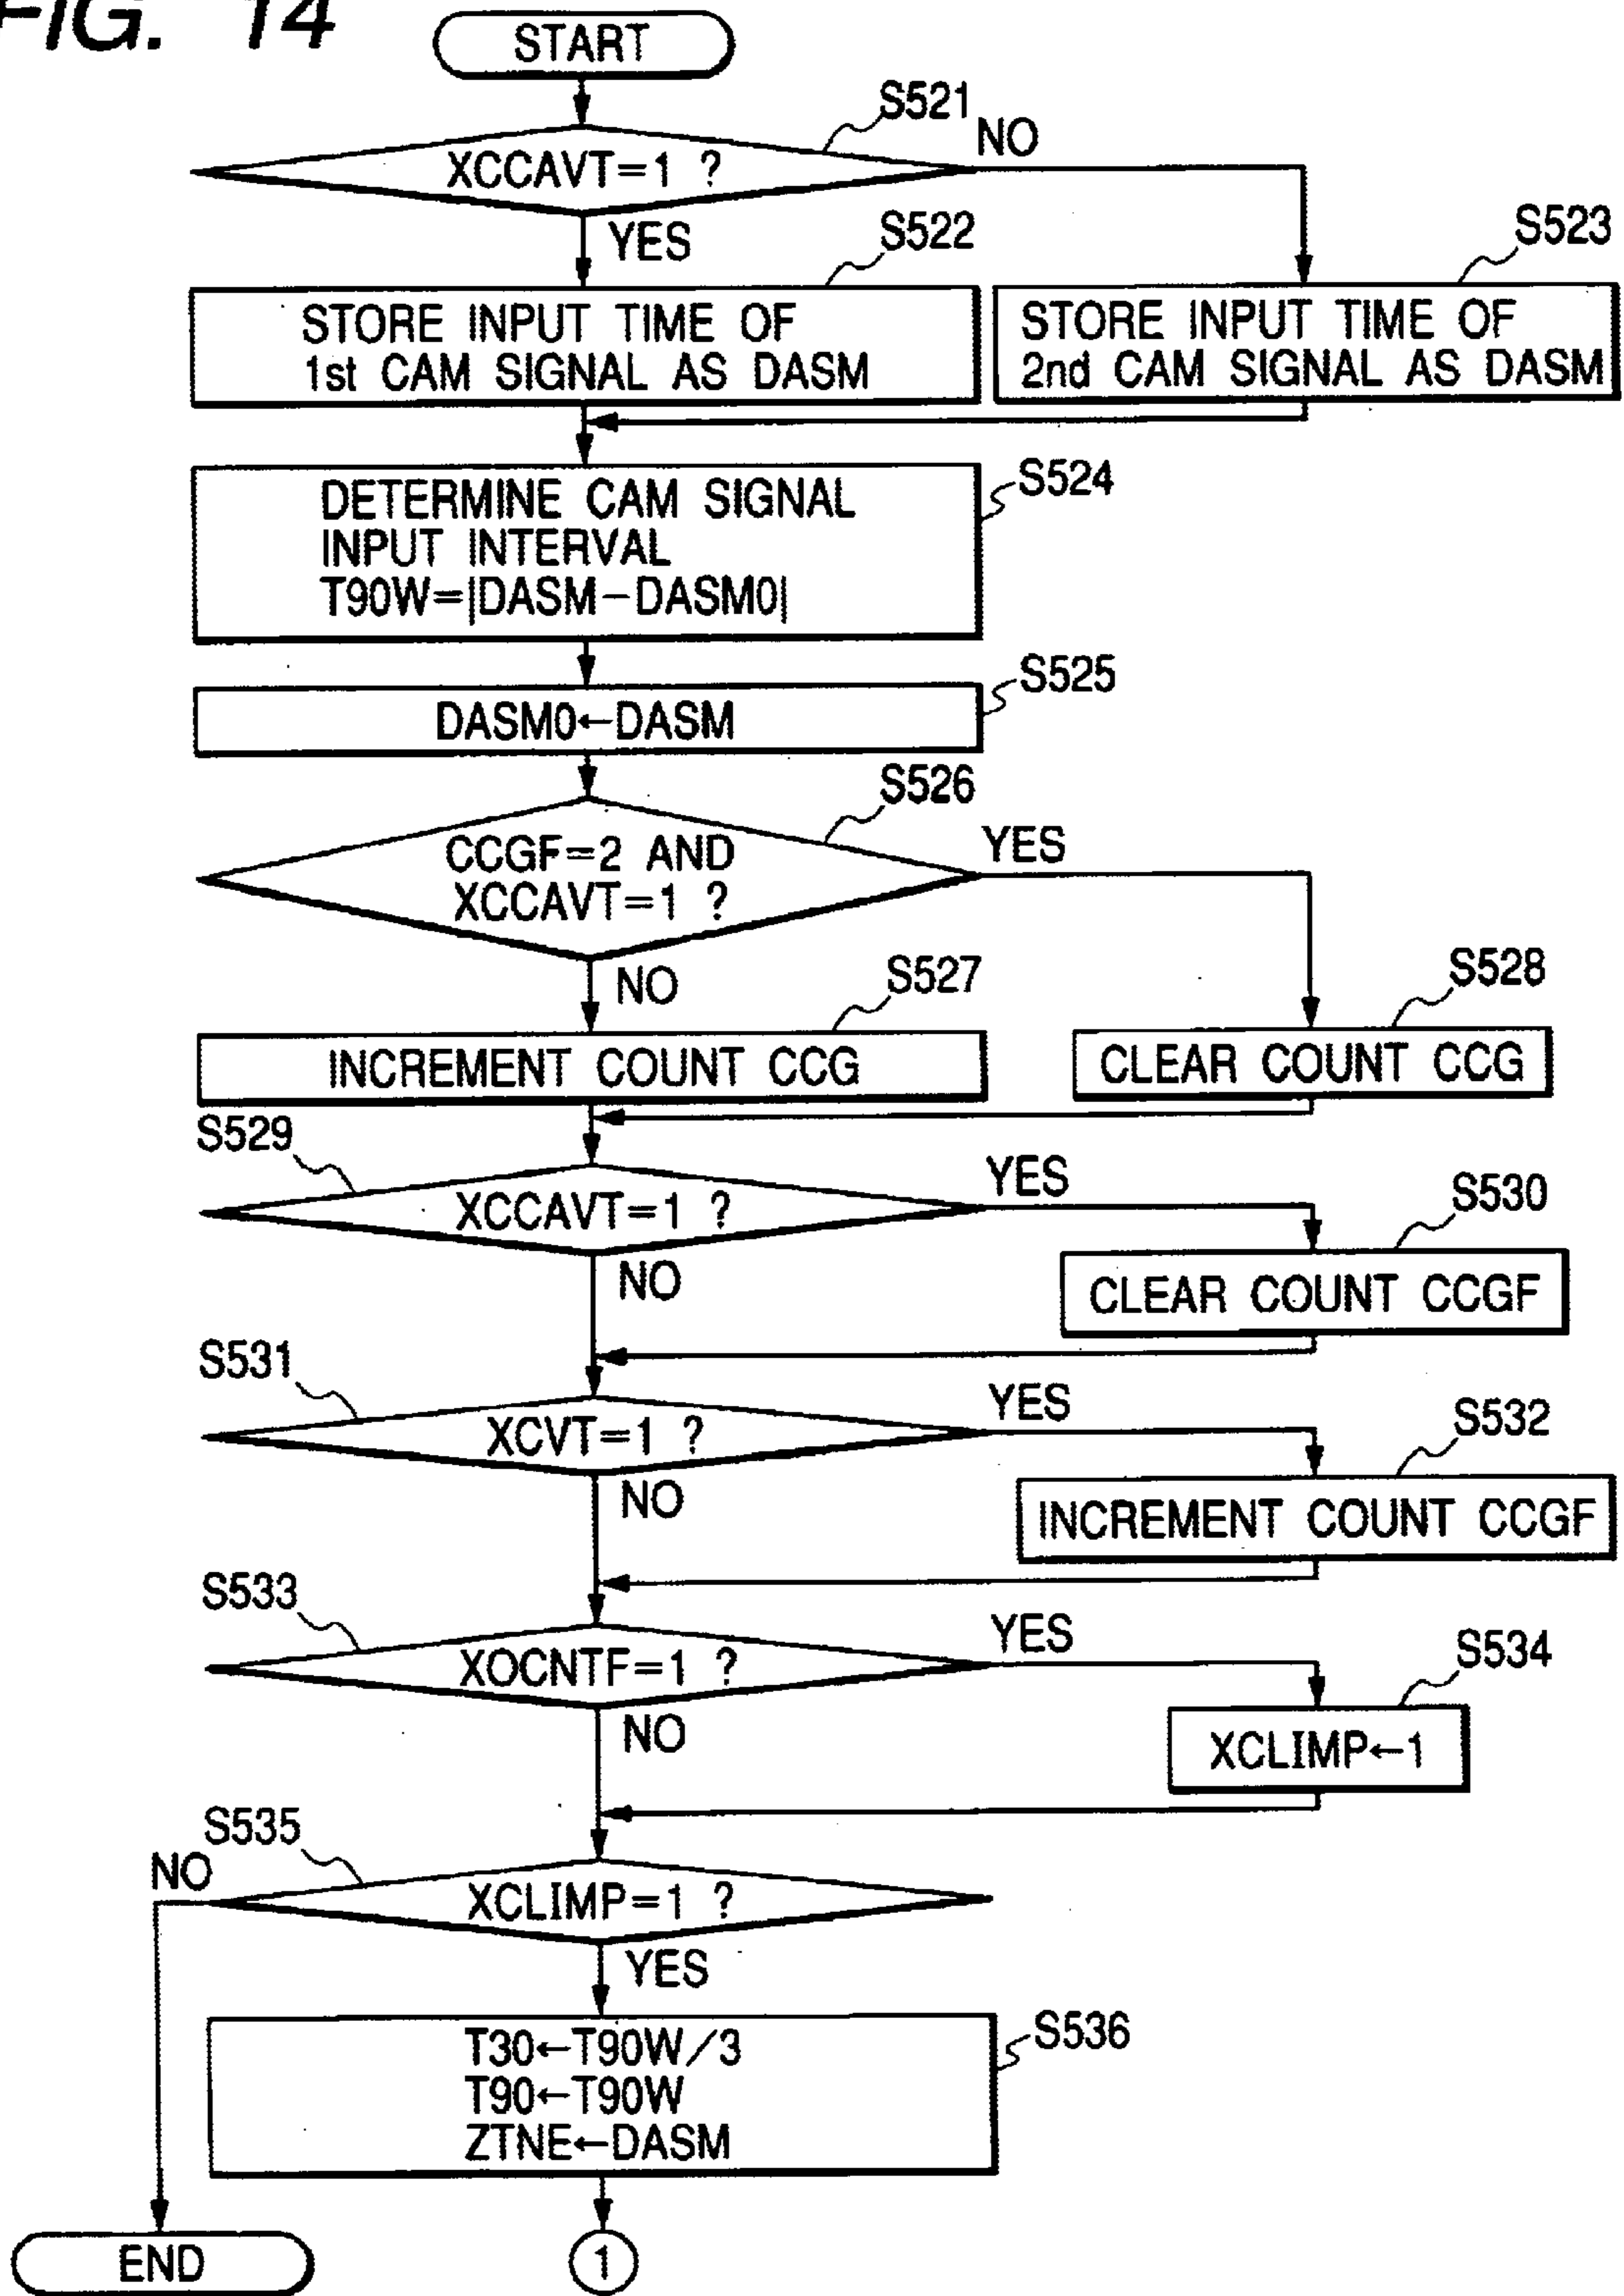 FIG. 14
START
S521
XCCAVT=1 ?
NO
YES
S522
S523
STORE INPUT TIME OF
1st CAM SIGNAL AS DASM
STORE INPUT TIME OF
2nd CAM SIGNAL AS DASM
S524
DETERMINE CAM SIGNAL
INPUT INTERVAL
T90W=|DASM-DASM0|
S525
DASM0←DASM
S526
CCGF=2 AND
XCCAVT=1 ?
YES
NO
S527
S528
INCREMENT COUNT CCG
CLEAR COUNT CCG
S529
XCCAVT=1 ?
YES
NO
S530
CLEAR COUNT CCGF
S531
XCVT=1 ?
YES
NO
S532
INCREMENT COUNT CCGF
S533
XOCNTF=1 ?
YES
NO
S534
XCLIMP←1
S535
NO
XCLIMP=1 ?
YES
S536
T30←T90W/3
T90←T90W
ZTNE←DASM
END
1